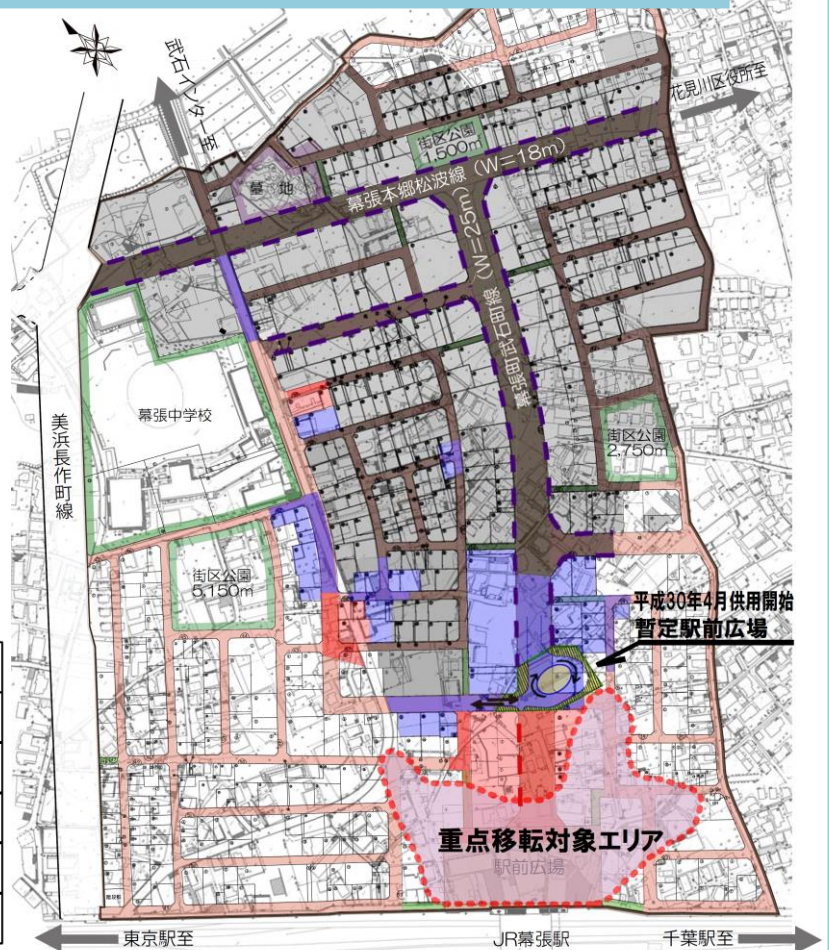 武石インター至
花見川区役所至
街区公園
1,500㎡
墓 地
幕張本郷松波線 (W=18m)
幕張町武石町線 (W=25m)
幕張中学校
美浜長作町線
街区公園
2,750㎡
街区公園
5,150㎡
平成30年4月供用開始
暫定駅前広場
重点移転対象エリア
駅前広場
東京駅至
JR幕張駅
千葉駅至